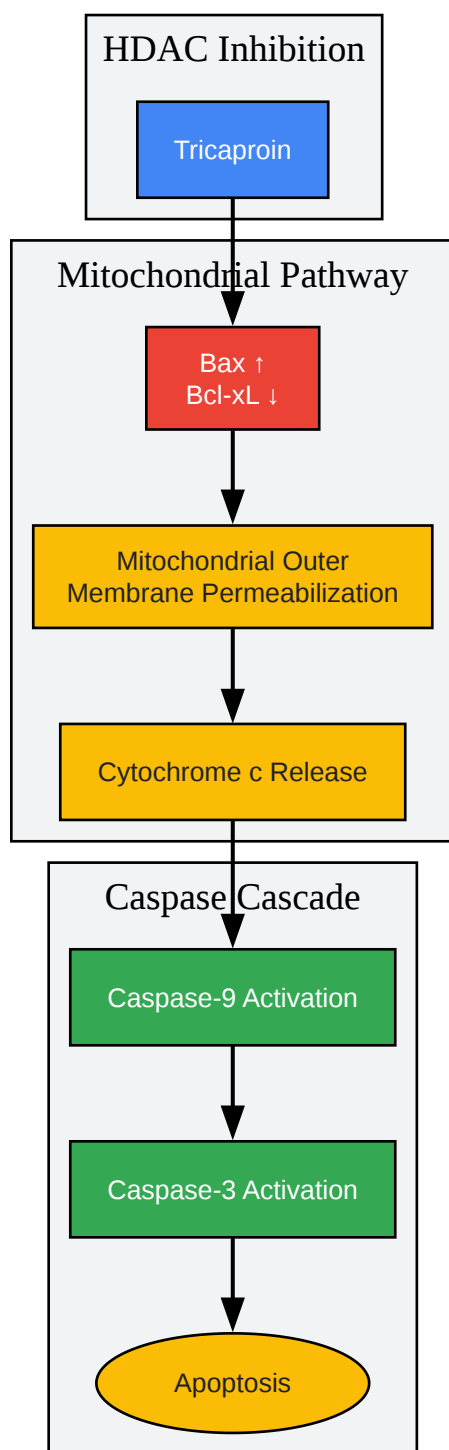 HDAC Inhibition
Tricaproin
Mitochondrial Pathway
Bax ↑
Bcl-xL ↓
Mitochondrial Outer
Membrane Permeabilization
Cytochrome c Release
Caspase Cascade
Caspase-9 Activation
Caspase-3 Activation
Apoptosis